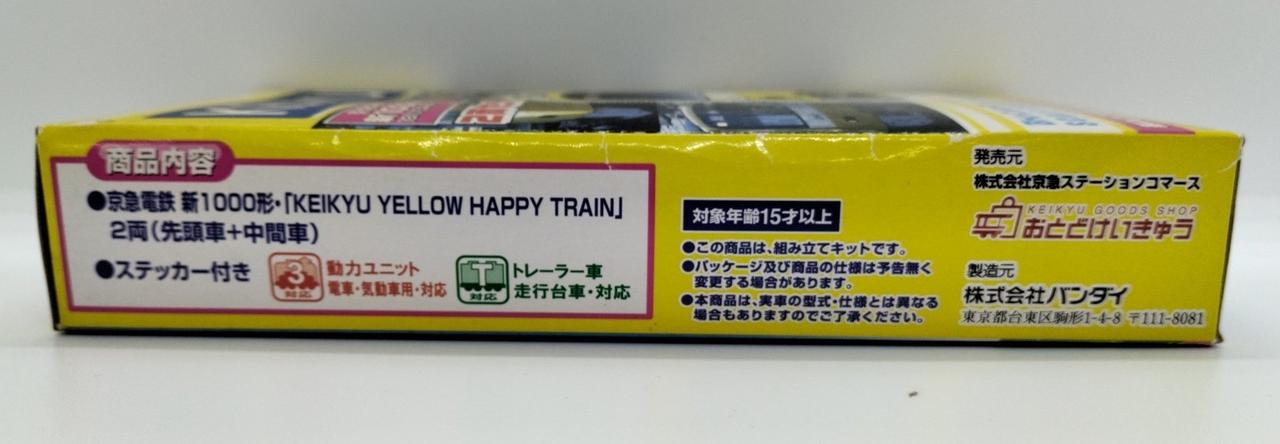 商品内容
●京急電鉄 新1000形・「KEIKYU YELLOW HAPPY TRAIN」
2両(先頭車+中間車)
●ステッカー付き
3
対応
動力ユニット
電車・気動車用・対応
T
対応
トレーラー車
走行台車・対応
対象年齢15才以上
●この商品は、組み立てキットです。
●パッケージ及び商品の仕様は予告無く
変更する場合があります。
●本商品は、実車の型式・仕様とは異なる
場合もありますのでご了承ください。
発売元
株式会社京急ステーションコマース
KEIKYU GOODS SHOP
おとどけいきゅう
製造元
株式会社バンダイ
東京都台東区駒形1-4-8 〒111-8081